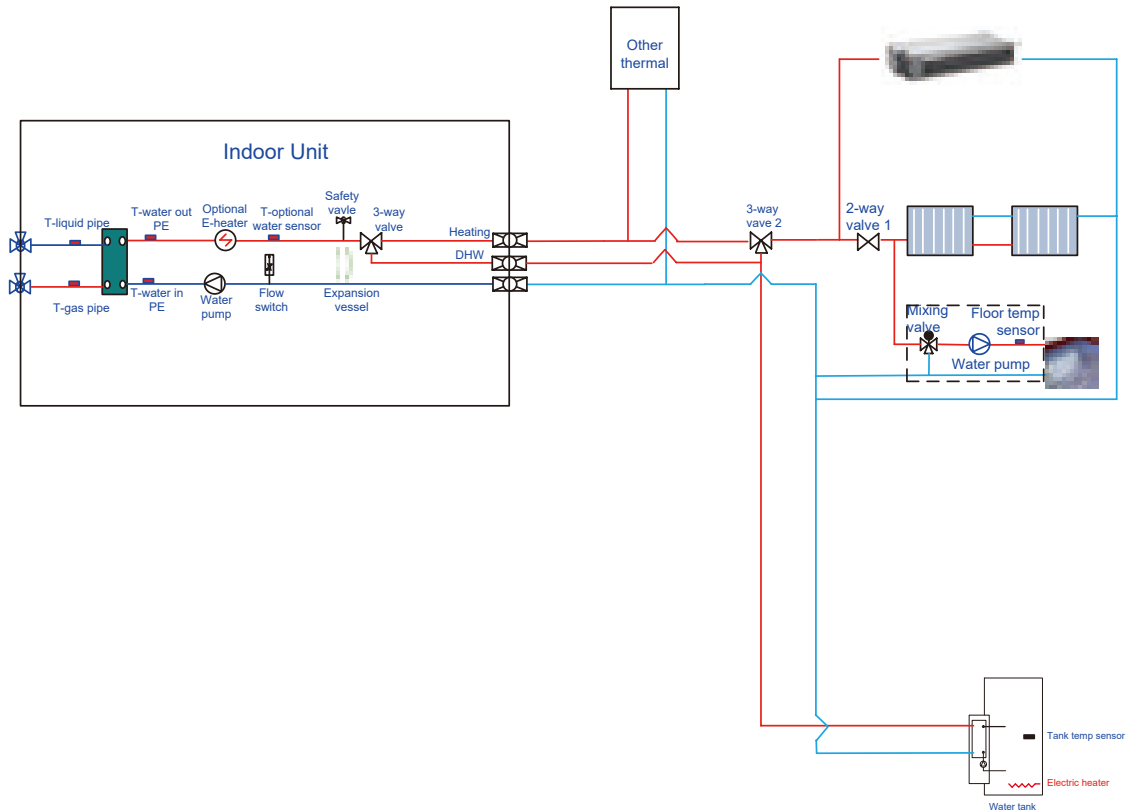 Other
thermal
Indoor Unit
T-liquid pipe
T-water out
PE
Optional
E-heater
T-optional
water sensor
Safety
vavle
3-way
valve
Heating
DHW
T-gas pipe
T-water in
PE
Water
pump
Flow
switch
Expansion
vessel
3-way
vave 2
2-way
valve 1
Mixing
valve
Floor temp
sensor
Water pump
Tank temp sensor
Electric heater
Water tank